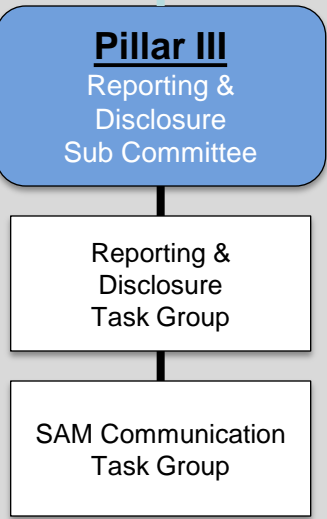 Pillar III
Reporting &
Disclosure
Sub Committee
Reporting &
Disclosure
Task Group
SAM Communication
Task Group